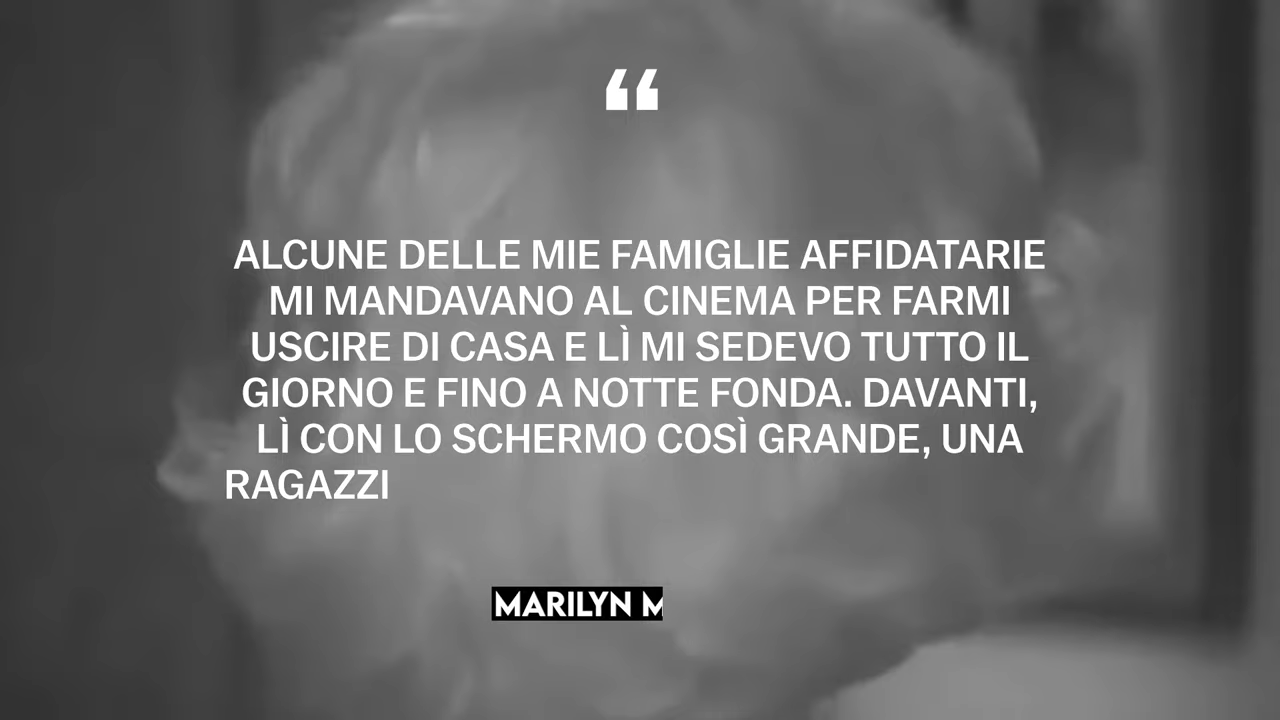 “
ALCUNE DELLE MIE FAMIGLIE AFFIDATARIE
MI MANDAVANO AL CINEMA PER FARMI
USCIRE DI CASA E LÌ MI SEDEVO TUTTO IL
GIORNO E FINO A NOTTE FONDA. DAVANTI,
LÌ CON LO SCHERMO COSÌ GRANDE, UNA
RAGAZZI
MARILYN M